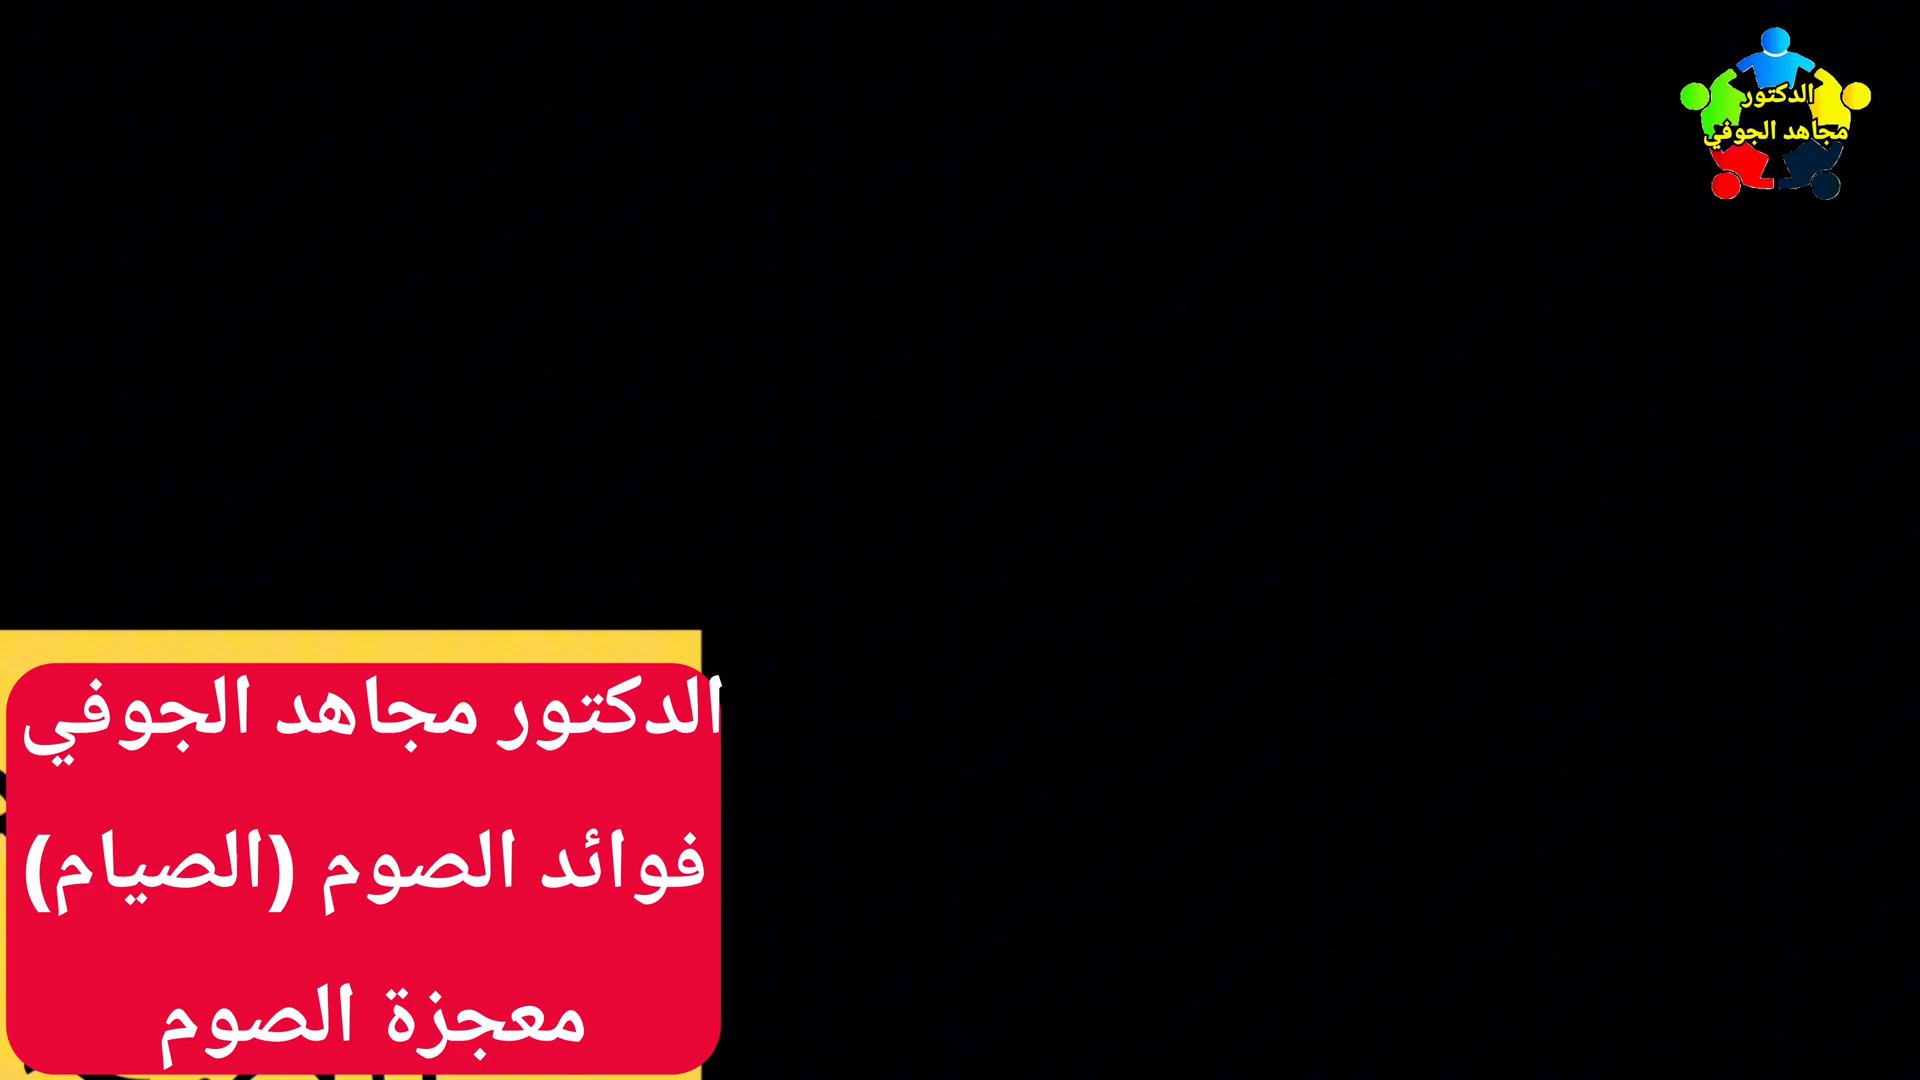 الدكتور
مجاهد الجوفي
الدكتور مجاهد الجوفي
فوائد الصوم (الصيام)
معجزة الصوم